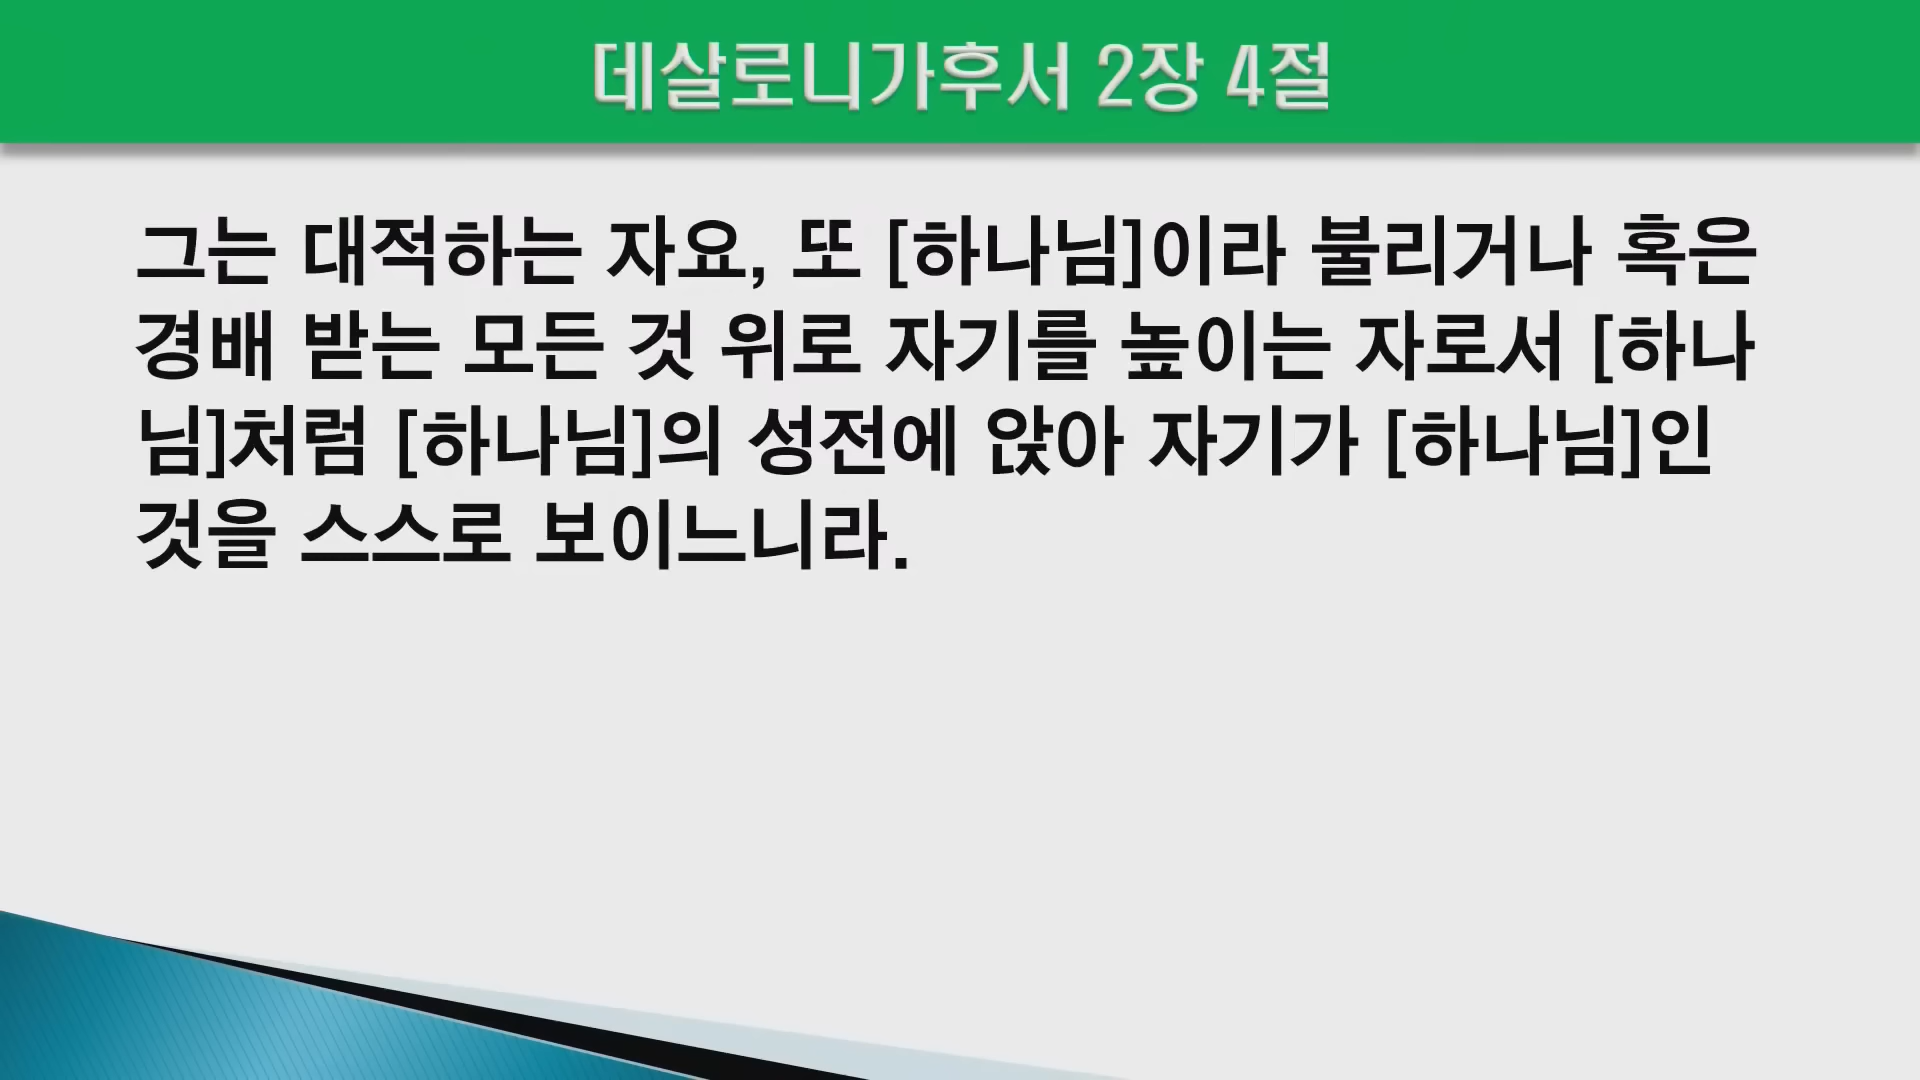 데살로니가후서 2장 4절
그는 대적하는 자요, 또 [하나님]이라 불리거나 혹은
경배 받는 모든 것 위로 자기를 높이는 자로서 [하나
님]처럼 [하나님]의 성전에 앉아 자기가 [하나님]인
것을 스스로 보이느니라.